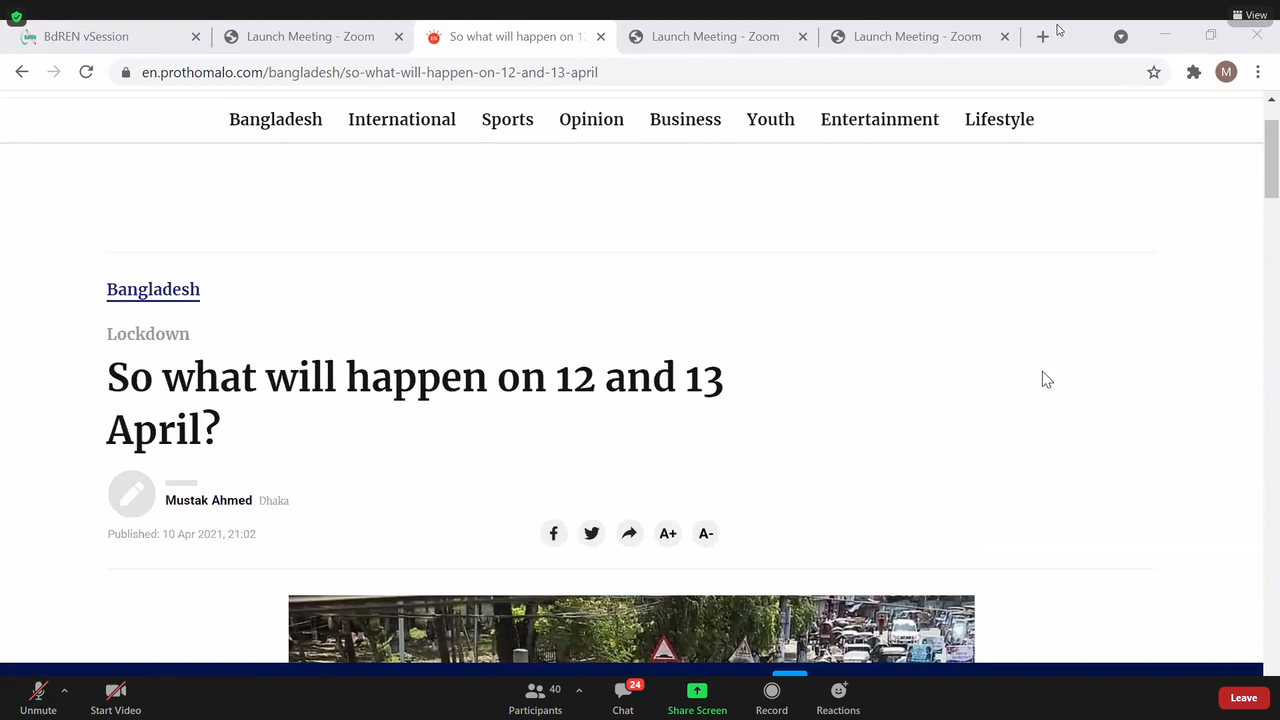 View
BdREN vSession
Launch Meeting - Zoom
So what will happen on 1
Launch Meeting - Zoom
Launch Meeting - Zoom
en.prothomalo.com/bangladesh/so-what-will-happen-on-12-and-13-april
M
Bangladesh International Sports Opinion Business Youth Entertainment Lifestyle
Bangladesh
Lockdown
So what will happen on 12 and 13
April?
Mustak Ahmed Dhaka
Published: 10 Apr 2021, 21:02
A+ A-
40
24
Unmute Start Video Participants Chat Share Screen Record Reactions Leave